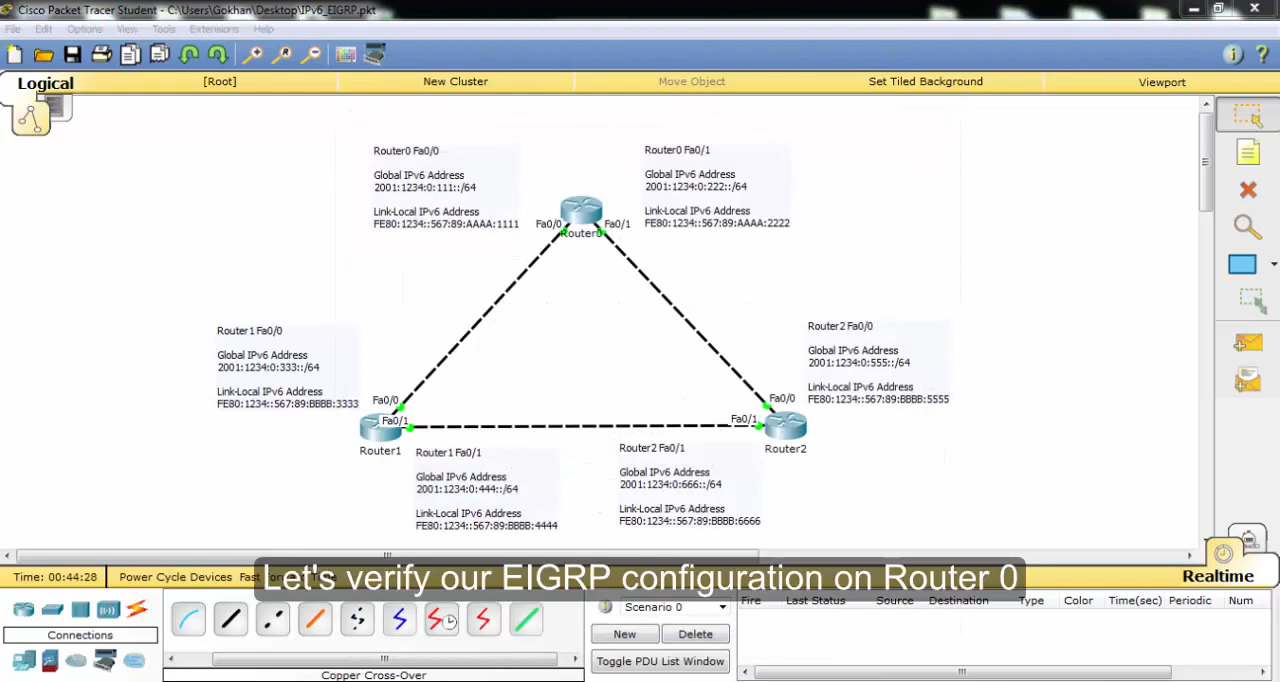 Cisco Packet Tracer Student - C:\Users\Gokhan\Desktop\IPv6_EIGRP.pkt
File Edit Options View Tools Extensions Help
Logical [Root] New Cluster Move Object Set Tiled Background Viewport
Router0 Fa0/0
Global IPv6 Address
2001:1234:0:111::/64
Link-Local IPv6 Address
FE80:1234::567:89:AAAA:1111
Router0 Fa0/1
Global IPv6 Address
2001:1234:0:222::/64
Link-Local IPv6 Address
FE80:1234::567:89:AAAA:2222
Fa0/0
Fa0/1
Router0
Router1 Fa0/0
Global IPv6 Address
2001:1234:0:333::/64
Link-Local IPv6 Address
FE80:1234::567:89:BBBB:3333
Router2 Fa0/0
Global IPv6 Address
2001:1234:0:555::/64
Link-Local IPv6 Address
FE80:1234::567:89:BBBB:5555
Fa0/0
Fa0/1
Router1
Fa0/0
Fa0/1
Router2
Router1 Fa0/1
Global IPv6 Address
2001:1234:0:444::/64
Link-Local IPv6 Address
FE80:1234::567:89:BBBB:4444
Router2 Fa0/1
Global IPv6 Address
2001:1234:0:666::/64
Link-Local IPv6 Address
FE80:1234::567:89:BBBB:6666
Time: 00:44:28 Power Cycle Devices Realtime
Let's verify our EIGRP configuration on Router 0
Connections
Copper Cross-Over
Scenario 0
New Delete
Toggle PDU List Window
Fire Last Status Source Destination Type Color Time(sec) Periodic Num